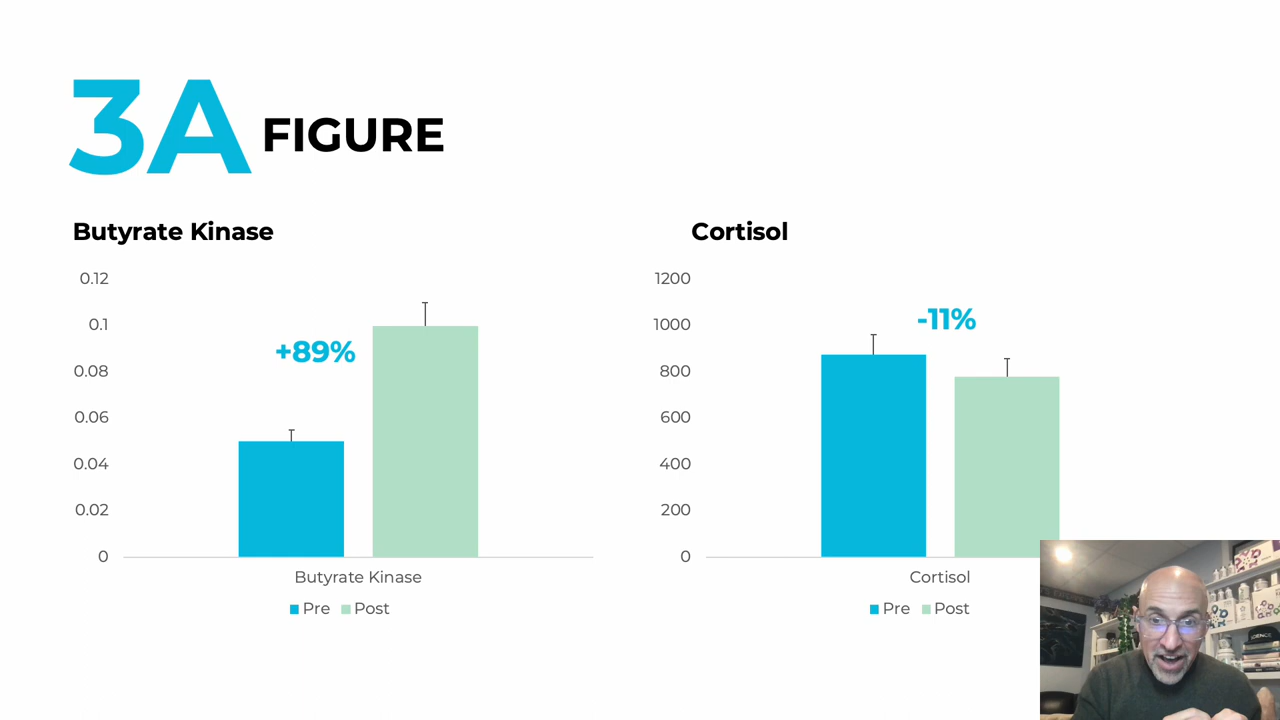 3A FIGURE
Butyrate Kinase
0.12
0.1
0.08
0.06
0.04
0.02
0
+89%
Butyrate Kinase
Pre Post
Cortisol
1200
1000
800
600
400
200
0
-11%
Cortisol
Pre Post
SCIENCE